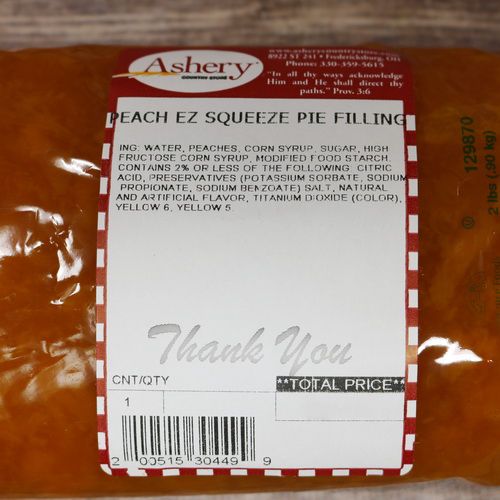 Ashery
COUNTRY STORE
www.asherycountrystore.com
8922 ST 241 • Fredericksburg, OH
Phone: 330-359-5615
"In all thy ways acknowledge
Him and He shall direct thy
paths." Prov. 3:6
PEACH EZ SQUEEZE PIE FILLING
ING: WATER, PEACHES, CORN SYRUP, SUGAR, HIGH
FRUCTOSE CORN SYRUP, MODIFIED FOOD STARCH.
CONTAINS 2% OR LESS OF THE FOLLOWING: CITRIC
ACID, PRESERVATIVES (POTASSIUM SORBATE, SODIUM
PROPIONATE, SODIUM BENZOATE) SALT, NATURAL
AND ARTIFICIAL FLAVOR, TITANIUM DIOXIDE (COLOR),
YELLOW 6, YELLOW 5.
Thank You
CNT/QTY
**TOTAL PRICE**
1
2 00515 30449 9
129870
2 lbs (.90 kg)